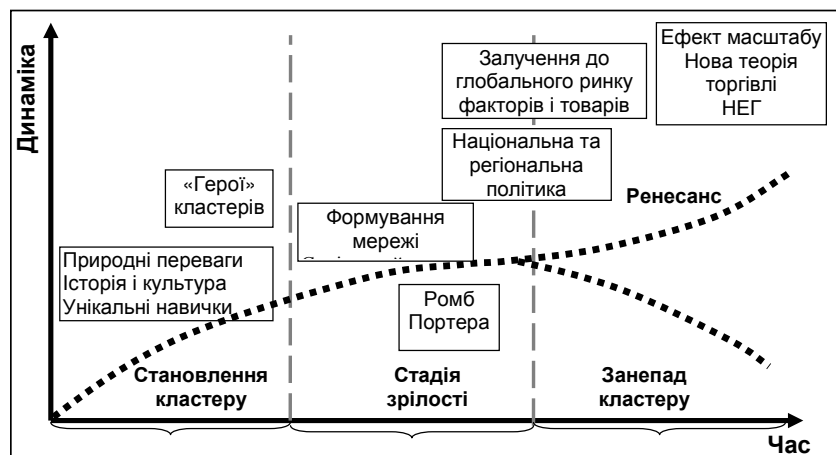 Динаміка
Ефект масштабу
Нова теорія
торгівлі
НЕГ
Залучення до
глобального ринку
факторів і товарів
Національна та
регіональна
політика
«Герої»
кластерів
Ренесанс
Формування
мережі
Природні переваги
Історія і культура
Унікальні навички
Ромб
Портера
Становлення
кластеру
Стадія
зрілості
Занепад
кластеру
Час